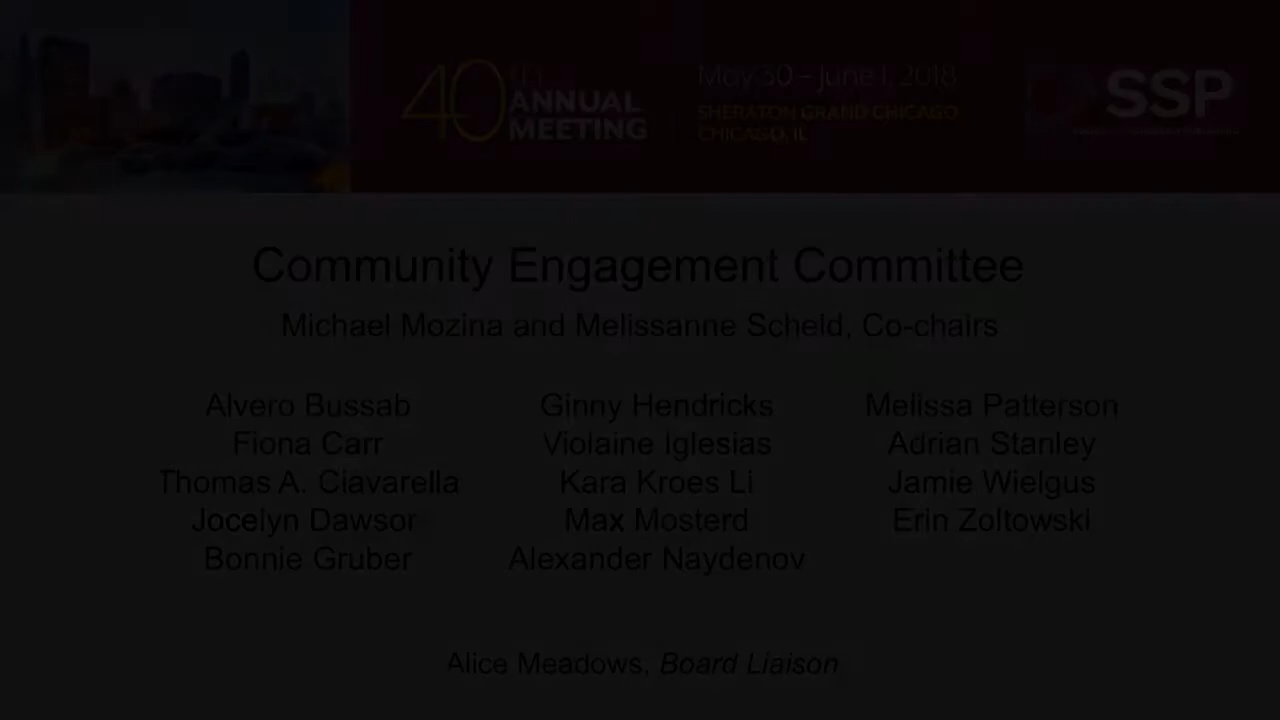 40TH
ANNUAL
MEETING
May 30 – June 1, 2018
SHERATON GRAND CHICAGO
CHICAGO, IL
SSP
Community Engagement Committee
Michael Mozina and Melissanne Scheld, Co-chairs
Alvero Bussab
Fiona Carr
Thomas A. Ciavarella
Jocelyn Dawson
Bonnie Gruber
Ginny Hendricks
Violaine Iglesias
Kara Kroes Li
Max Mosterd
Alexander Naydenov
Melissa Patterson
Adrian Stanley
Jamie Wielgus
Erin Zoltowski
Alice Meadows, Board Liaison